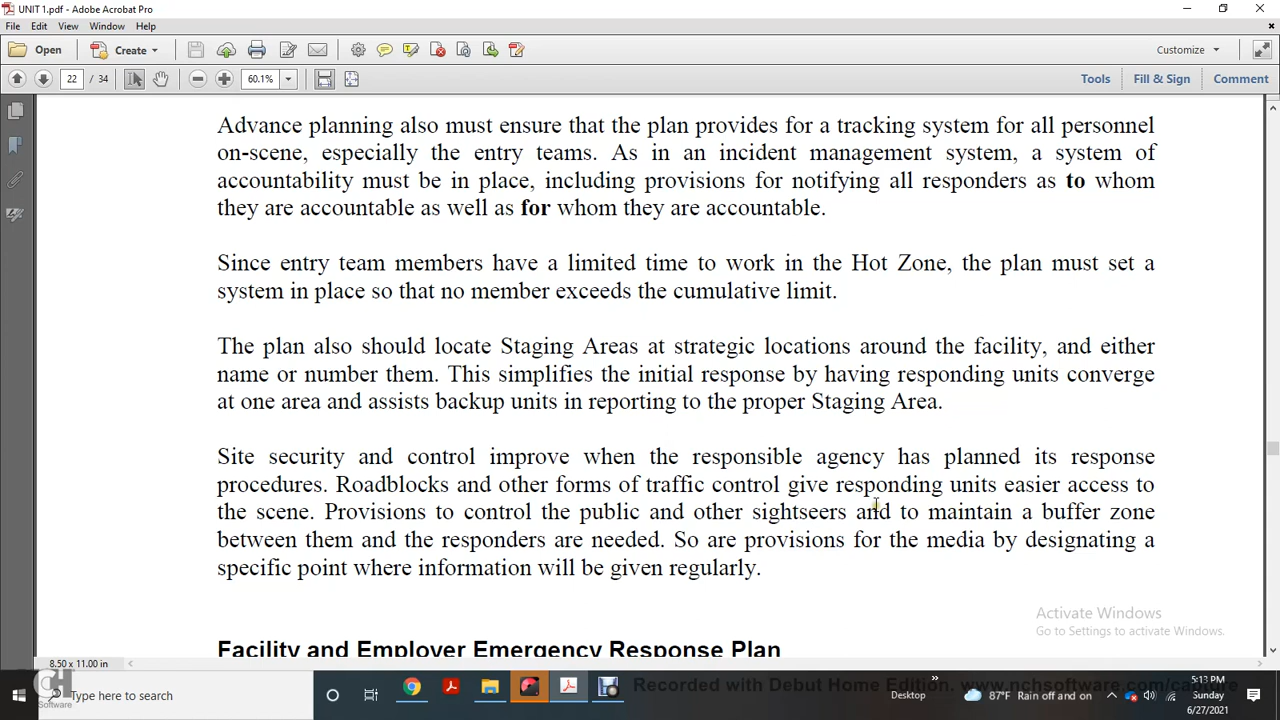 UNIT 1.pdf - Adobe Acrobat Pro
File Edit View Window Help
Open Create Customize
22 / 34 60.1% Tools Fill & Sign Comment
Advance planning also must ensure that the plan provides for a tracking system for all personnel
on-scene, especially the entry teams. As in an incident management system, a system of
accountability must be in place, including provisions for notifying all responders as to whom
they are accountable as well as for whom they are accountable.
Since entry team members have a limited time to work in the Hot Zone, the plan must set a
system in place so that no member exceeds the cumulative limit.
The plan also should locate Staging Areas at strategic locations around the facility, and either
name or number them. This simplifies the initial response by having responding units converge
at one area and assists backup units in reporting to the proper Staging Area.
Site security and control improve when the responsible agency has planned its response
procedures. Roadblocks and other forms of traffic control give responding units easier access to
the scene. Provisions to control the public and other sightseers and to maintain a buffer zone
between them and the responders are needed. So are provisions for the media by designating a
specific point where information will be given regularly.
Activate Windows
Go to Settings to activate Windows.
Facility and Employer Emergency Response Plan
8.50 x 11.00 in
Recorded with Debut Home Edition. www.nchsoftware.com/capture
CH Software
Type here to search
Desktop
87°F Rain off and on
5:13 PM
Sunday
6/27/2021